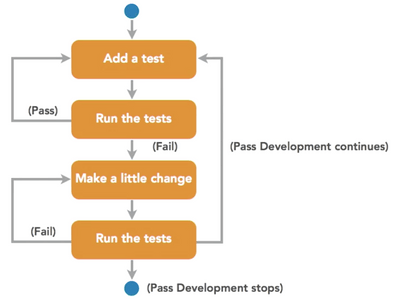 Add a test
(Pass)
Run the tests
(Fail)
(Pass Development continues)
Make a little change
(Fail)
Run the tests
(Pass Development stops)